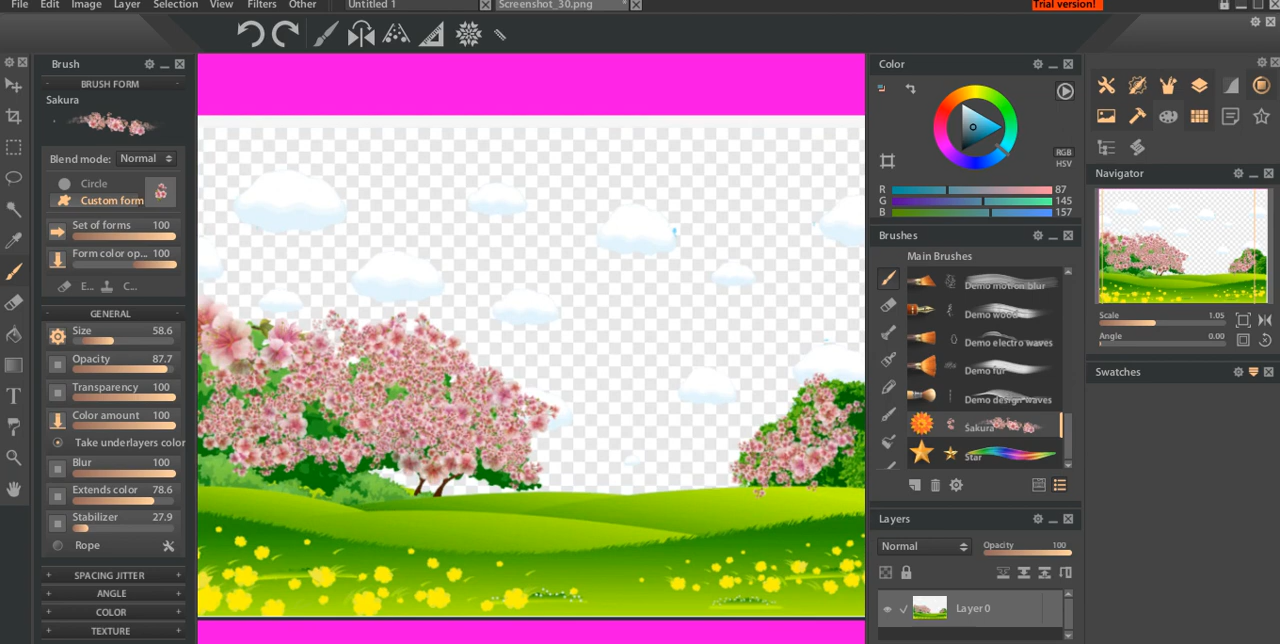 File Edit Image Layer Selection View Filters Other
Untitled 1
Screenshot_30.png *
Trial version!
Brush
BRUSH FORM
Sakura
Blend mode: Normal
Circle
Custom form
Set of forms 100
Form color op... 100
E... C...
GENERAL
Size 58.6
Opacity 87.7
Transparency 100
Color amount 100
Take underlayers color
Blur 100
Extends color 78.6
Stabilizer 27.9
Rope
+ SPACING JITTER +
+ ANGLE +
+ COLOR +
+ TEXTURE +
Color
RGB
HSV
R 87
G 145
B 157
Brushes
Main Brushes
Demo motion blur
Demo wood
Demo electro waves
Demo fur
Demo design waves
Sakura
Star
Layers
Normal
Opacity 100
Layer 0
Navigator
Scale 1.05
Angle 0.00
Swatches